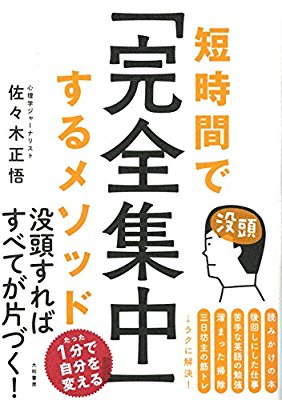 短時間で
「完全集中」
するメソッド
心理学ジャーナリスト
佐々木正悟
没頭
読みかけの本
後回しにした仕事
苦手な英語の勉強
溜まった掃除
三日坊主の筋トレ
→ラクに解決！
没頭すれば
すべてが片づく！
たった
1分で
自分を
変える
大和書房